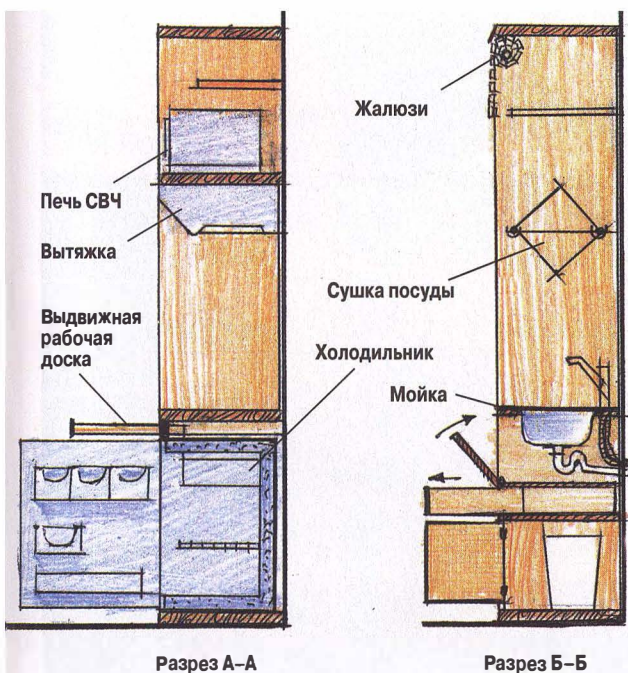 Жалюзи
Печь СВЧ
Вытяжка
Сушка посуды
Выдвижная
рабочая
доска
Холодильник
Мойка
Разрез А–А
Разрез Б–Б